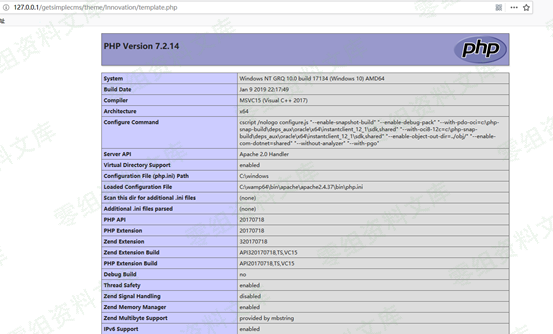 127.0.0.1/getsimplecms/theme/Innovation/template.php
PHP Version 7.2.14
php
System Windows NT GRQ 10.0 build 17134 (Windows 10) AMD64
Build Date Jan 9 2019 22:17:49
Compiler MSVC15 (Visual C++ 2017)
Architecture x64
Configure Command cscript /nologo configure.js "--enable-snapshot-build" "--enable-debug-pack" "--with-pdo-oci=c:\php-
snap-build\deps_aux\oracle\x64\instantclient_12_1\sdk,shared" "--with-oci8-12c=c:\php-snap-
build\deps_aux\oracle\x64\instantclient_12_1\sdk,shared" "--enable-object-out-dir=../obj/" "--enable-
com-dotnet=shared" "--without-analyzer" "--with-pgo"
Server API Apache 2.0 Handler
Virtual Directory Support enabled
Configuration File (php.ini) Path C:\windows
Loaded Configuration File C:\wamp64\bin\apache\apache2.4.37\bin\php.ini
Scan this dir for additional .ini files (none)
Additional .ini files parsed (none)
PHP API 20170718
PHP Extension 20170718
Zend Extension 320170718
Zend Extension Build API320170718,TS,VC15
PHP Extension Build API20170718,TS,VC15
Debug Build no
Thread Safety enabled
Zend Signal Handling disabled
Zend Memory Manager enabled
Zend Multibyte Support provided by mbstring
IPv6 Support enabled
零组资料文库